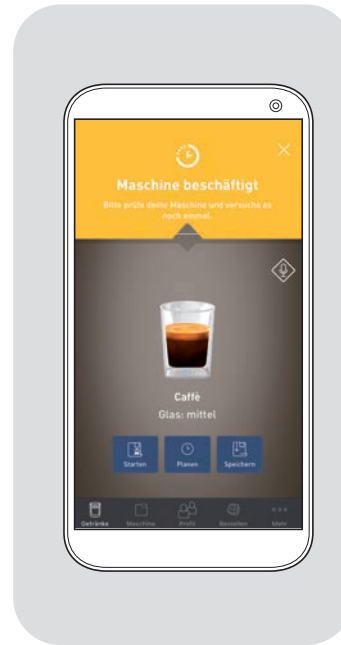 Maschine beschäftigt
Bitte prüfe deine Maschine und versuche es
noch einmal.
Caffè
Glas: mittel
Starten Planen Speichern
Getränke Maschine Profil Bestellen Mehr